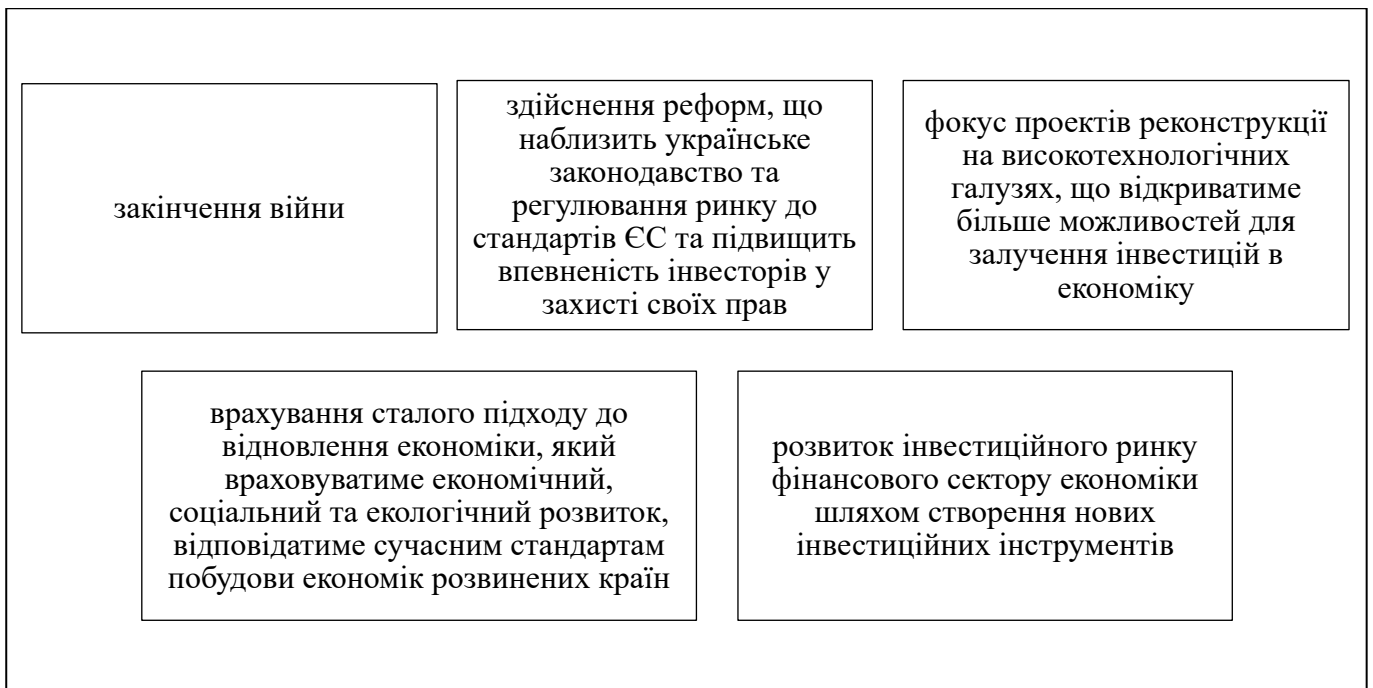 закінчення війни
здійснення реформ, що
наблизить українське
законодавство та
регулювання ринку до
стандартів ЄС та підвищить
впевненість інвесторів у
захисті своїх прав
фокус проектів реконструкції
на високотехнологічних
галузях, що відкриватиме
більше можливостей для
залучення інвестицій в
економіку
врахування сталого підходу до
відновлення економіки, який
враховуватиме економічний,
соціальний та екологічний розвиток,
відповідатиме сучасним стандартам
побудови економік розвинених країн
розвиток інвестиційного ринку
фінансового сектору економіки
шляхом створення нових
інвестиційних інструментів